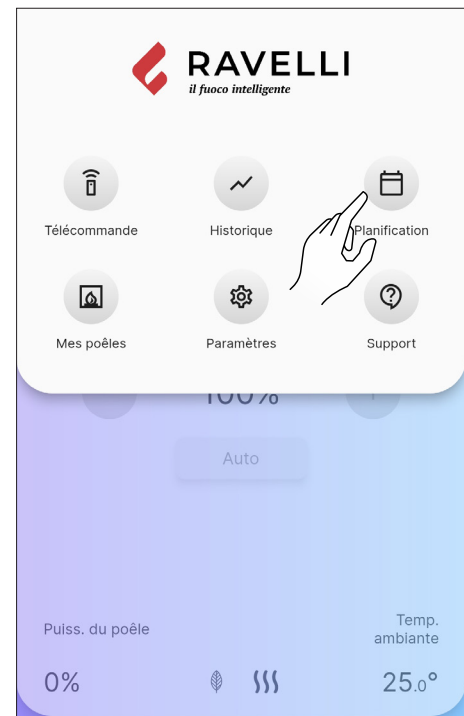 RAVELLI
il fuoco intelligente
Télécommande
Historique
Planification
Mes poêles
Paramètres
Support
100%
Auto
Puiss. du poêle
Temp.
ambiante
0%
25.0°